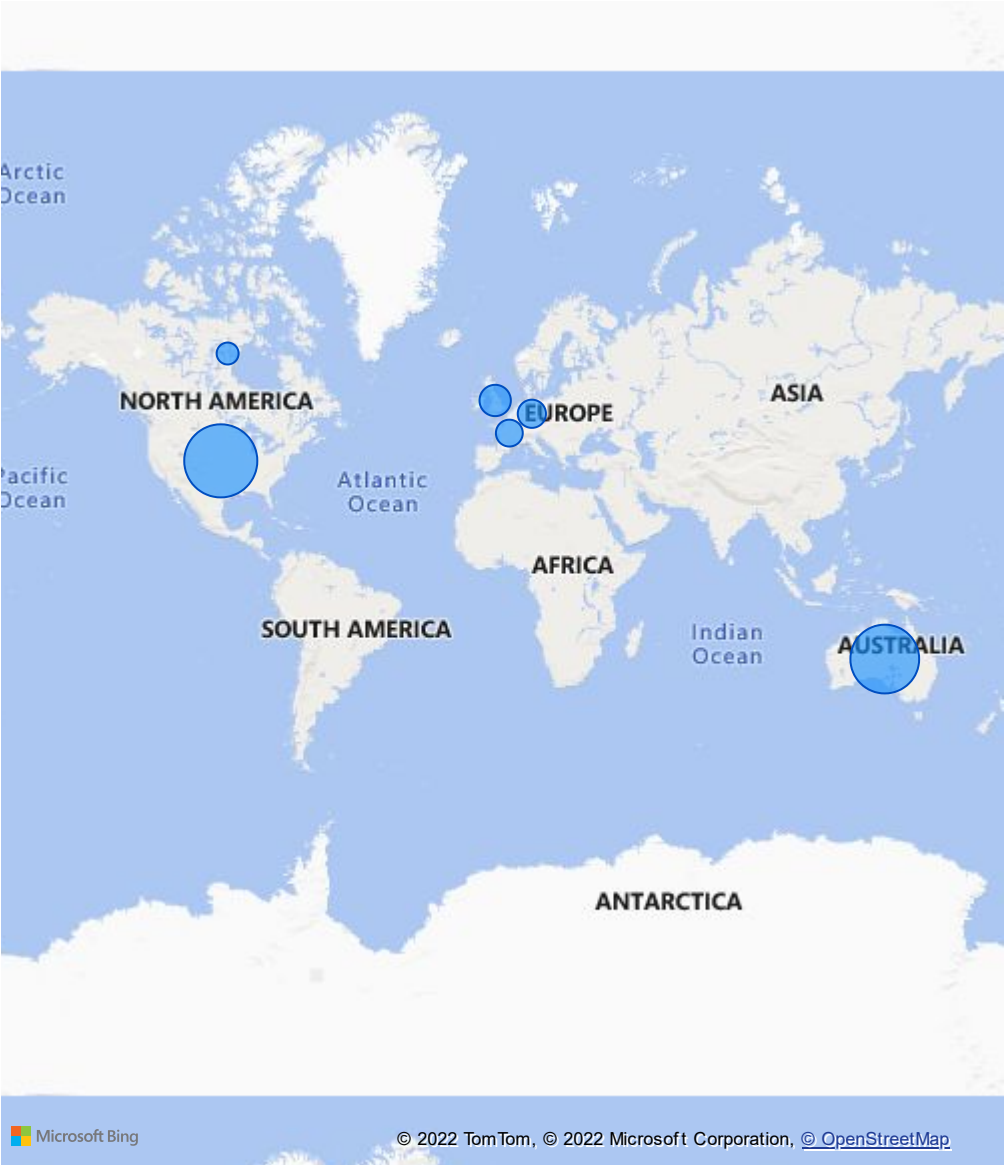 Arctic
Ocean
NORTH AMERICA
EUROPE
ASIA
Pacific
Ocean
Atlantic
Ocean
AFRICA
SOUTH AMERICA
Indian
Ocean
AUSTRALIA
ANTARCTICA
Microsoft Bing
© 2022 TomTom, © 2022 Microsoft Corporation, © OpenStreetMap